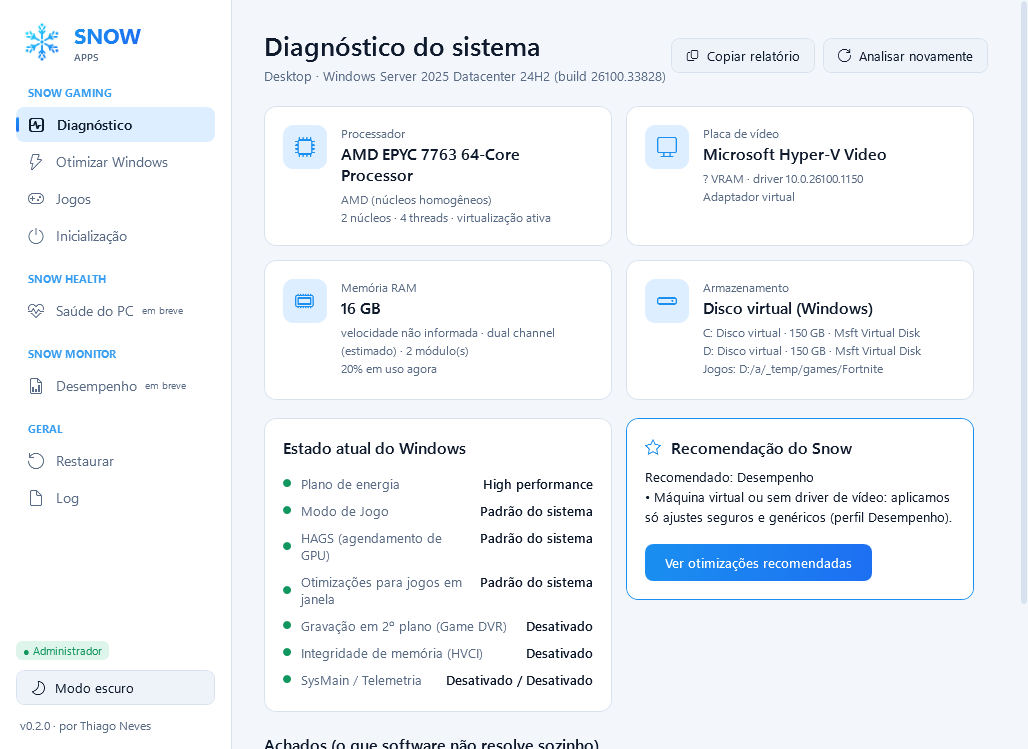 SNOW
APPS
SNOW GAMING
Diagnóstico
Otimizar Windows
Jogos
Inicialização
SNOW HEALTH
Saúde do PC em breve
SNOW MONITOR
Desempenho em breve
GERAL
Restaurar
Log
Administrador
Modo escuro
v0.2.0 · por Thiago Neves
Diagnóstico do sistema
Desktop · Windows Server 2025 Datacenter 24H2 (build 26100.33828)
Copiar relatório
Analisar novamente
Processador
AMD EPYC 7763 64-Core
Processor
AMD (núcleos homogêneos)
2 núcleos · 4 threads · virtualização ativa
Placa de vídeo
Microsoft Hyper-V Video
? VRAM · driver 10.0.26100.1150
Adaptador virtual
Memória RAM
16 GB
velocidade não informada · dual channel
(estimado) · 2 módulo(s)
20% em uso agora
Armazenamento
Disco virtual (Windows)
C: Disco virtual · 150 GB · Msft Virtual Disk
D: Disco virtual · 150 GB · Msft Virtual Disk
Jogos: D:/a/_temp/games/Fortnite
Estado atual do Windows
Plano de energia High performance
Modo de Jogo Padrão do sistema
HAGS (agendamento de Padrão do sistema
GPU)
Otimizações para jogos em Padrão do sistema
janela
Gravação em 2º plano (Game DVR) Desativado
Integridade de memória (HVCI) Desativado
SysMain / Telemetria Desativado / Desativado
Recomendação do Snow
Recomendado: Desempenho
• Máquina virtual ou sem driver de vídeo: aplicamos
só ajustes seguros e genéricos (perfil Desempenho).
Ver otimizações recomendadas
Achados (o que software não resolve sozinho)